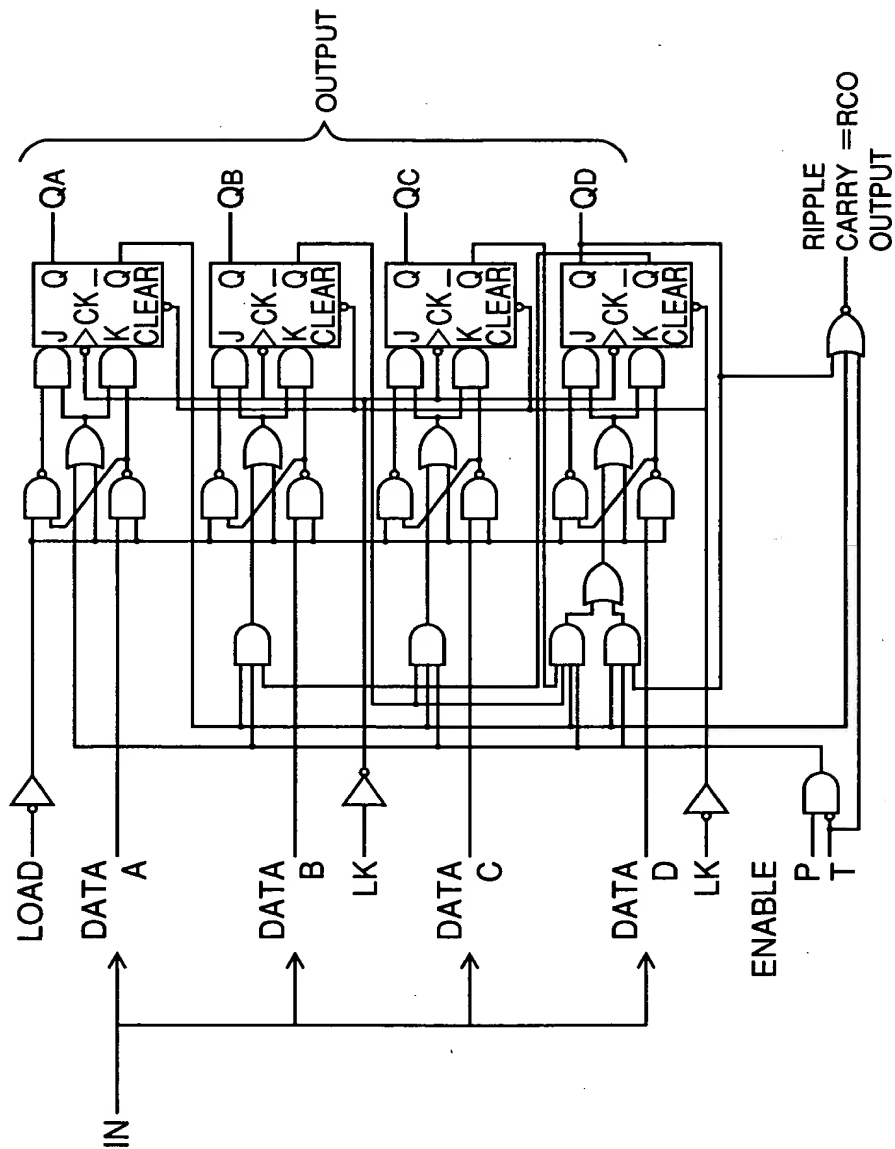 IN
LOAD
DATA
A
DATA
B
LK
DATA
C
DATA
D
LK
ENABLE
P
T
J
CK
K
Q
Q
CLEAR
QA
J
CK
K
Q
Q
CLEAR
QB
J
CK
K
Q
Q
CLEAR
QC
J
CK
K
Q
Q
CLEAR
QD
OUTPUT
RIPPLE
CARRY =RCO
OUTPUT